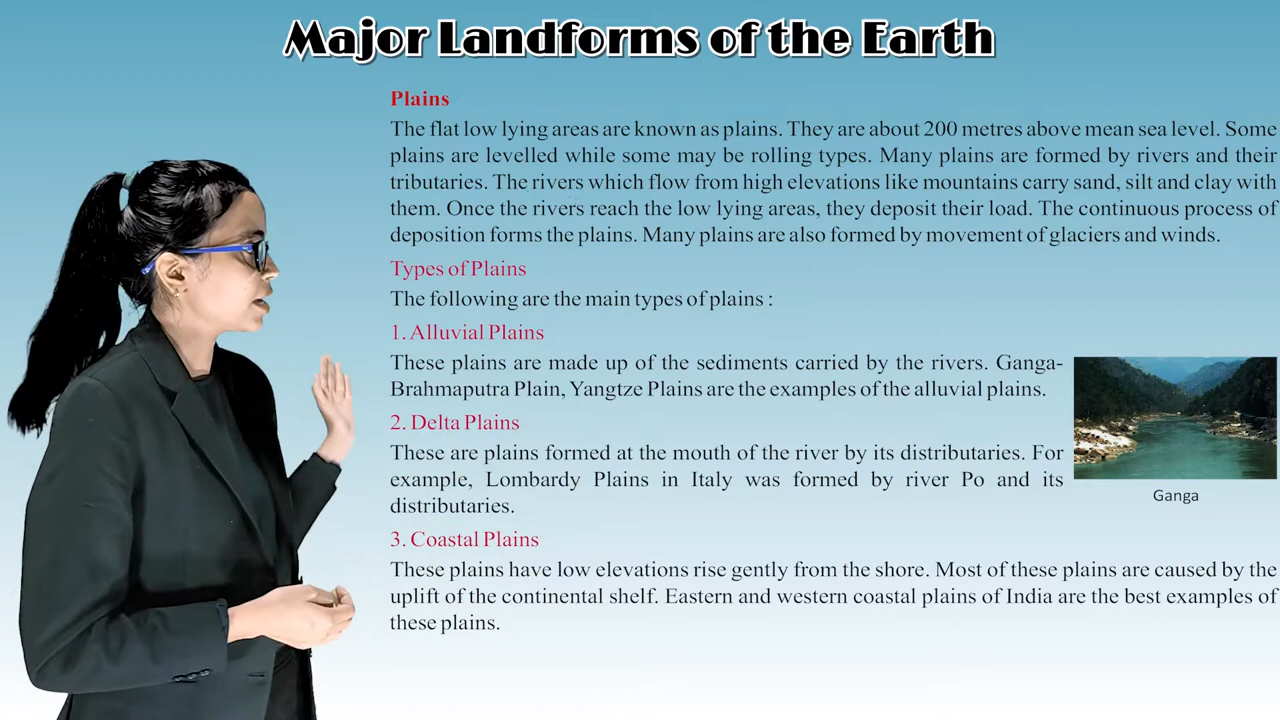 Major Landforms of the Earth
Plains
The flat low lying areas are known as plains. They are about 200 metres above mean sea level. Some
plains are levelled while some may be rolling types. Many plains are formed by rivers and their
tributaries. The rivers which flow from high elevations like mountains carry sand, silt and clay with
them. Once the rivers reach the low lying areas, they deposit their load. The continuous process of
deposition forms the plains. Many plains are also formed by movement of glaciers and winds.
Types of Plains
The following are the main types of plains :
1. Alluvial Plains
These plains are made up of the sediments carried by the rivers. Ganga-
Brahmaputra Plain, Yangtze Plains are the examples of the alluvial plains.
2. Delta Plains
These are plains formed at the mouth of the river by its distributaries. For
example, Lombardy Plains in Italy was formed by river Po and its
distributaries.
Ganga
3. Coastal Plains
These plains have low elevations rise gently from the shore. Most of these plains are caused by the
uplift of the continental shelf. Eastern and western coastal plains of India are the best examples of
these plains.